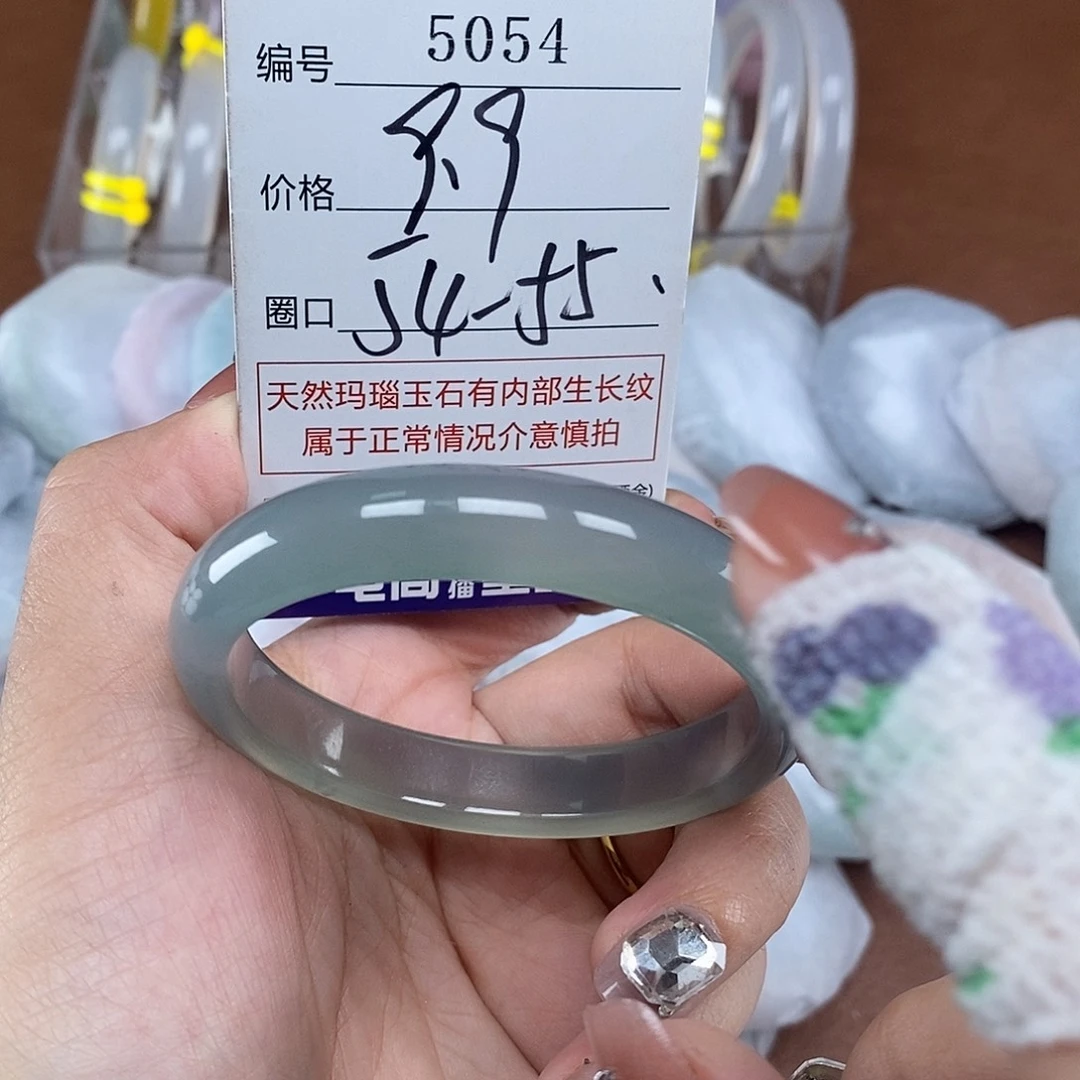 编号 5054
价格 99
圈口 54-55
天然玛瑙玉石有内部生长纹
属于正常情况介意慎拍